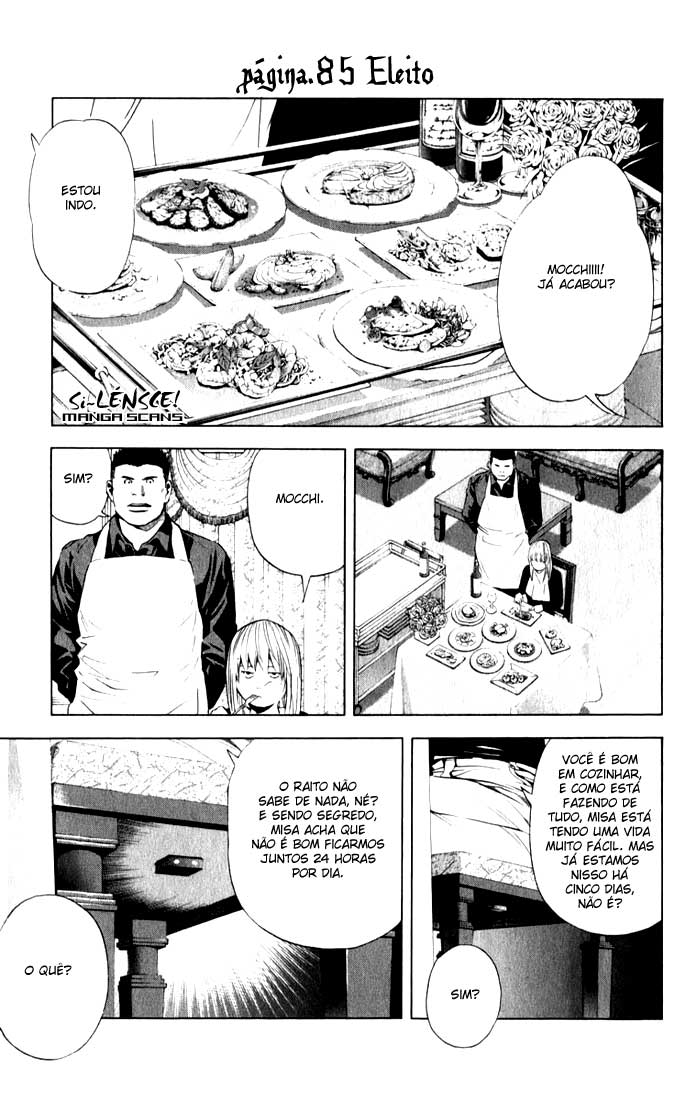 página.85 Eleito
MOCCHIIII!
JÁ ACABOU?
ESTOU
INDO.
Si-LÉNSCE!
MANGA SCANS
MOCCHI.
SIM?
VOCÊ É BOM
EM COZINHAR,
E COMO ESTÁ
FAZENDO DE
TUDO, MISA ESTÁ
TENDO UMA VIDA
MUITO FÁCIL. MAS
JÁ ESTAMOS
NISSO HÁ
CINCO DIAS,
NÃO É?
SIM?
O RAITO NÃO
SABE DE NADA, NÉ?
E SENDO SEGREDO,
MISA ACHA QUE
NÃO É BOM FICARMOS
JUNTOS 24 HORAS
POR DIA.
O QUÊ?